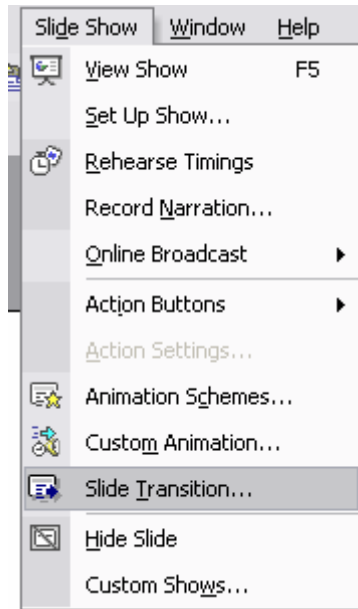 Slide Show Window Help
View Show F5
Set Up Show...
Rehearse Timings
Record Narration...
Online Broadcast
Action Buttons
Action Settings...
Animation Schemes...
Custom Animation...
Slide Transition...
Hide Slide
Custom Shows...